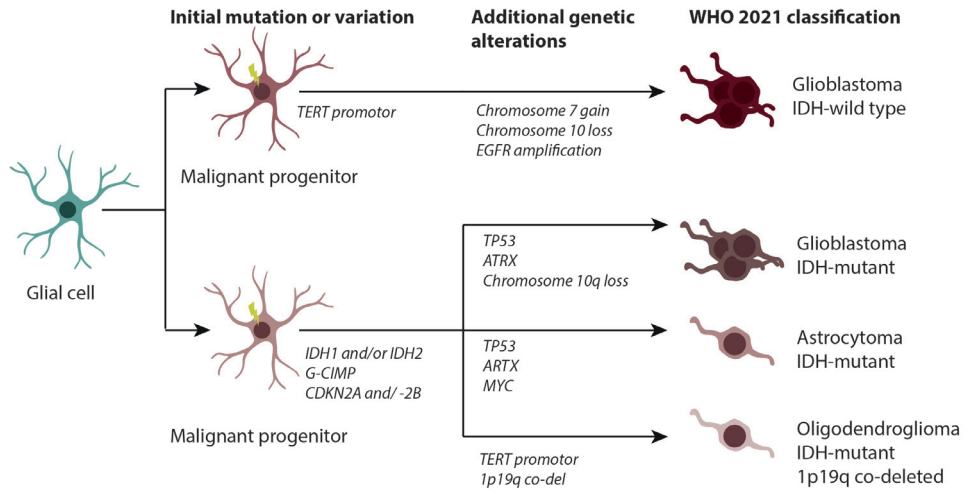 Initial mutation or variation
Additional genetic
alterations
WHO 2021 classification
TERT promotor
Chromosome 7 gain
Chromosome 10 loss
EGFR amplification
Glioblastoma
IDH-wild type
Malignant progenitor
Glial cell
TP53
ATRX
Chromosome 10q loss
Glioblastoma
IDH-mutant
IDH1 and/or IDH2
G-CIMP
CDKN2A and/ -2B
Malignant progenitor
TP53
ARTX
MYC
Astrocytoma
IDH-mutant
TERT promotor
1p19q co-del
Oligodendroglioma
IDH-mutant
1p19q co-deleted